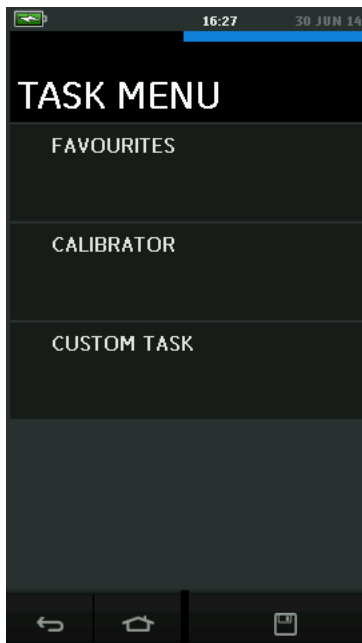 16:27 30 JUN 14
TASK MENU
FAVOURITES
CALIBRATOR
CUSTOM TASK